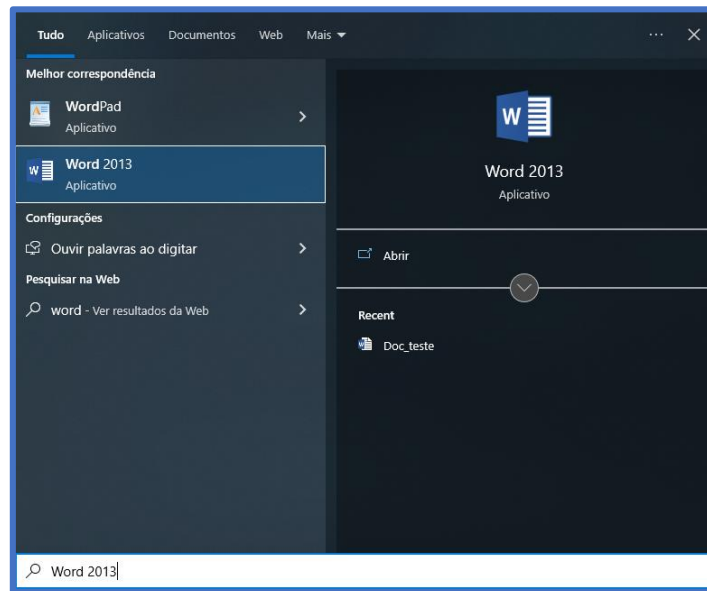 Tudo Aplicativos Documentos Web Mais
Melhor correspondência
WordPad
Aplicativo
Word 2013
Aplicativo
Configurações
Ouvir palavras ao digitar
Pesquisar na Web
word - Ver resultados da Web
W
Word 2013
Aplicativo
Abrir
Recent
Doc_teste
Word 2013